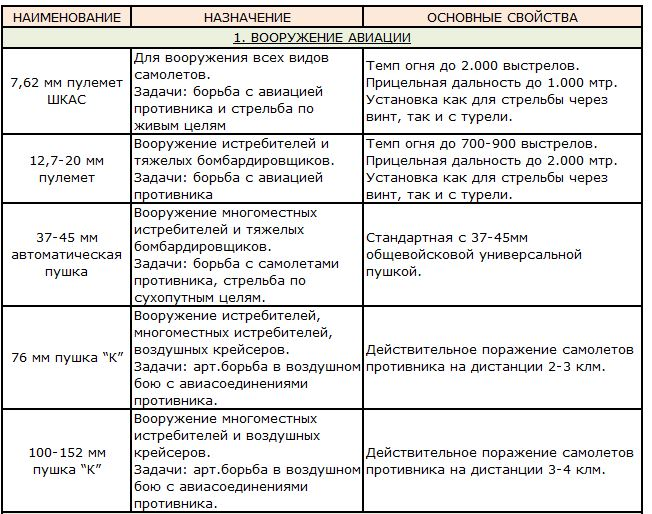 НАИМЕНОВАНИЕ НАЗНАЧЕНИЕ ОСНОВНЫЕ СВОЙСТВА
1. ВООРУЖЕНИЕ АВИАЦИИ
7,62 мм пулемет
ШКАС
Для вооружения всех видов
самолетов.
Задачи: борьба с авиацией
противника и стрельба по
живым целям
Темп огня до 2.000 выстрелов.
Прицельная дальность до 1.000 мтр.
Установка как для стрельбы через
винт, так и с турели.
12,7-20 мм
пулемет
Вооружение истребителей и
тяжелых бомбардировщиков.
Задачи: борьба с авиацией
противника
Темп огня до 700-900 выстрелов.
Прицельная дальность до 2.000 мтр.
Установка как для стрельбы через
винт, так и с турели.
37-45 мм
автоматическая
пушка
Вооружение многоместных
истребителей и тяжелых
бомбардировщиков.
Задачи: борьба с самолетами
противника, стрельба по
сухопутным целям.
Стандартная с 37-45мм
общевойсковой универсальной
пушкой.
76 мм пушка “К”
Вооружение истребителей,
многоместных истребителей,
воздушных крейсеров.
Задачи: арт.борьба в воздушном
бою с авиасоединениями
противника.
Действительное поражение самолетов
противника на дистанции 2-3 клм.
100-152 мм
пушка “К”
Вооружение многоместных
истребителей и воздушных
крейсеров.
Задачи: арт.борьба в воздушном
бою с авиасоединениями
противника.
Действительное поражение самолетов
противника на дистанции 3-4 клм.